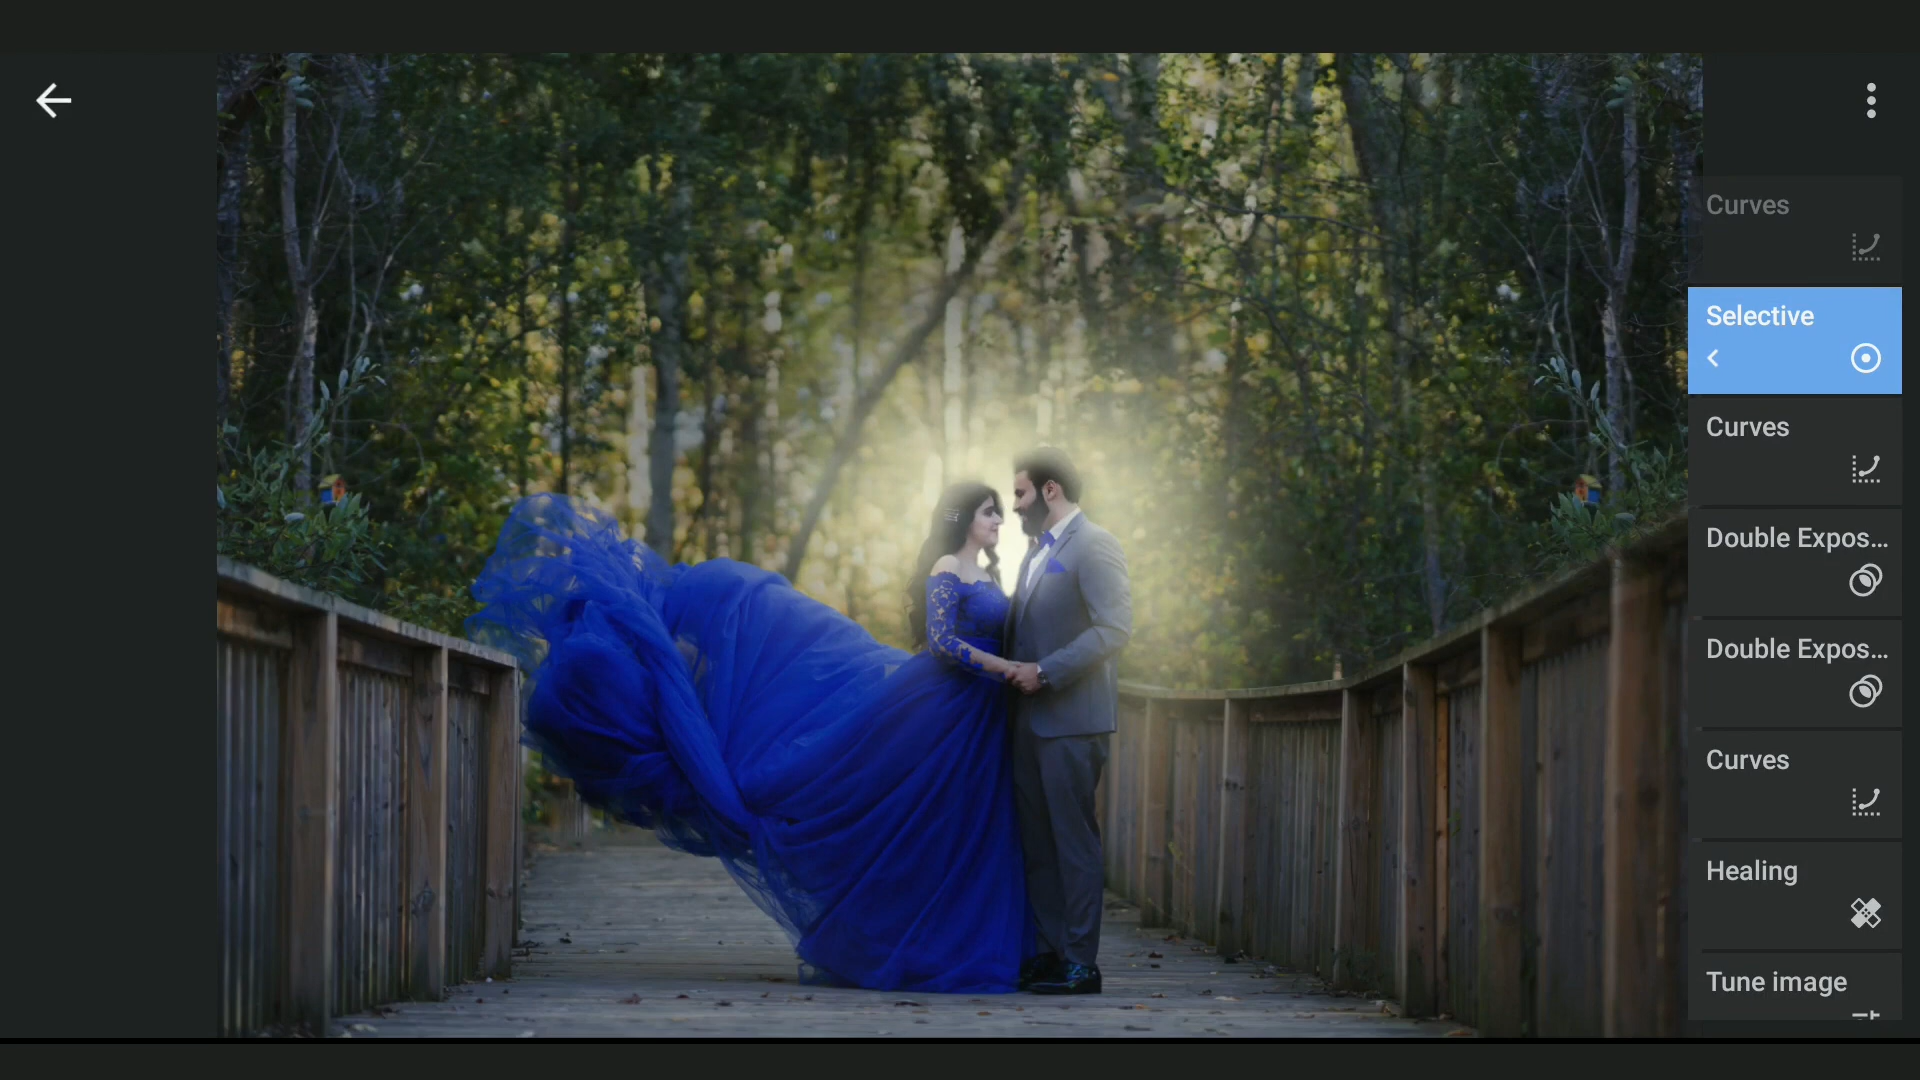 Curves
Selective
Curves
Double Expos...
Double Expos...
Curves
Healing
Tune image